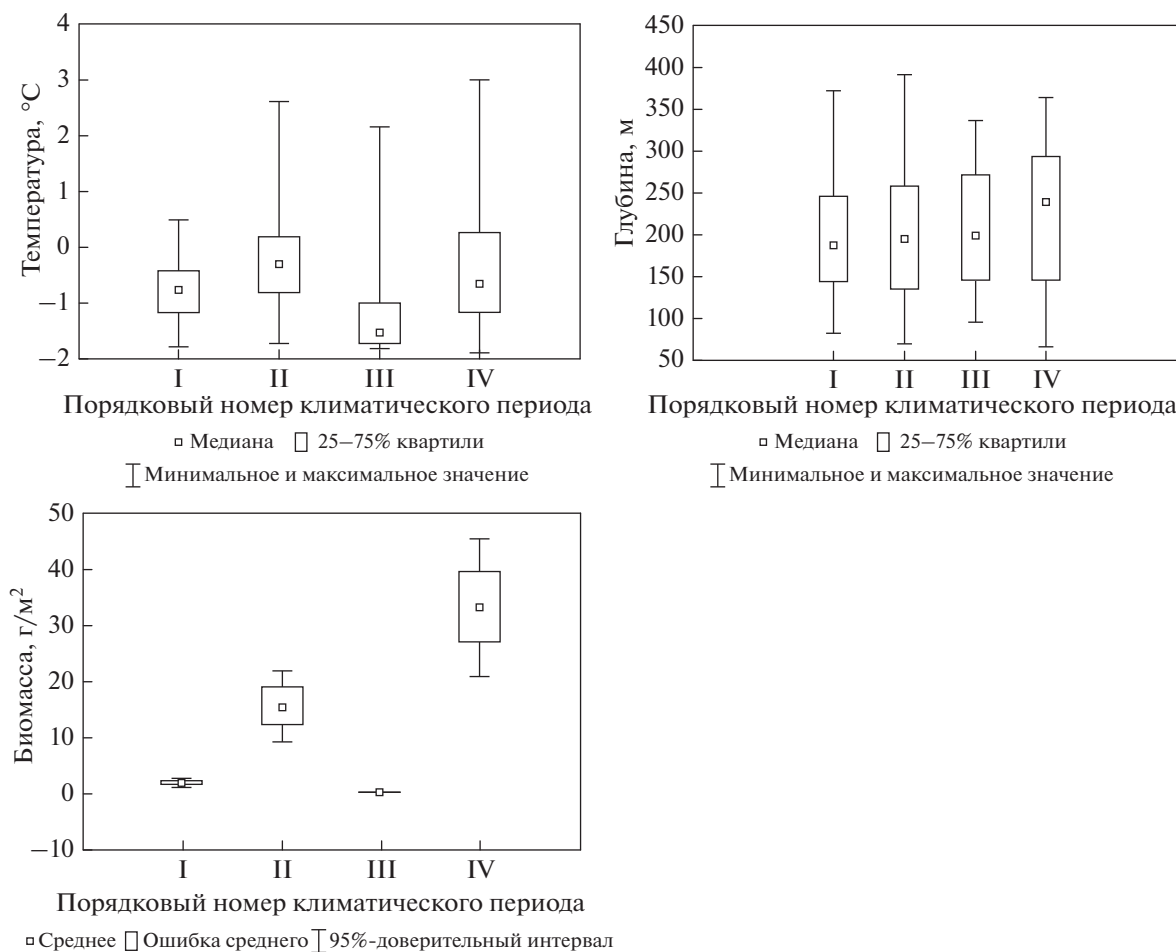 4
3
2
1
0
−1
−2
Температура, °C
I II III IV
Порядковый номер климатического периода
Медиана 25–75% квартили
Минимальное и максимальное значение
450
400
350
300
250
200
150
100
50
Глубина, м
I II III IV
Порядковый номер климатического периода
Медиана 25–75% квартили
Минимальное и максимальное значение
50
40
30
20
10
0
−10
Биомасса, г/м²
I II III IV
Порядковый номер климатического периода
Среднее Ошибка среднего 95%-доверительный интервал